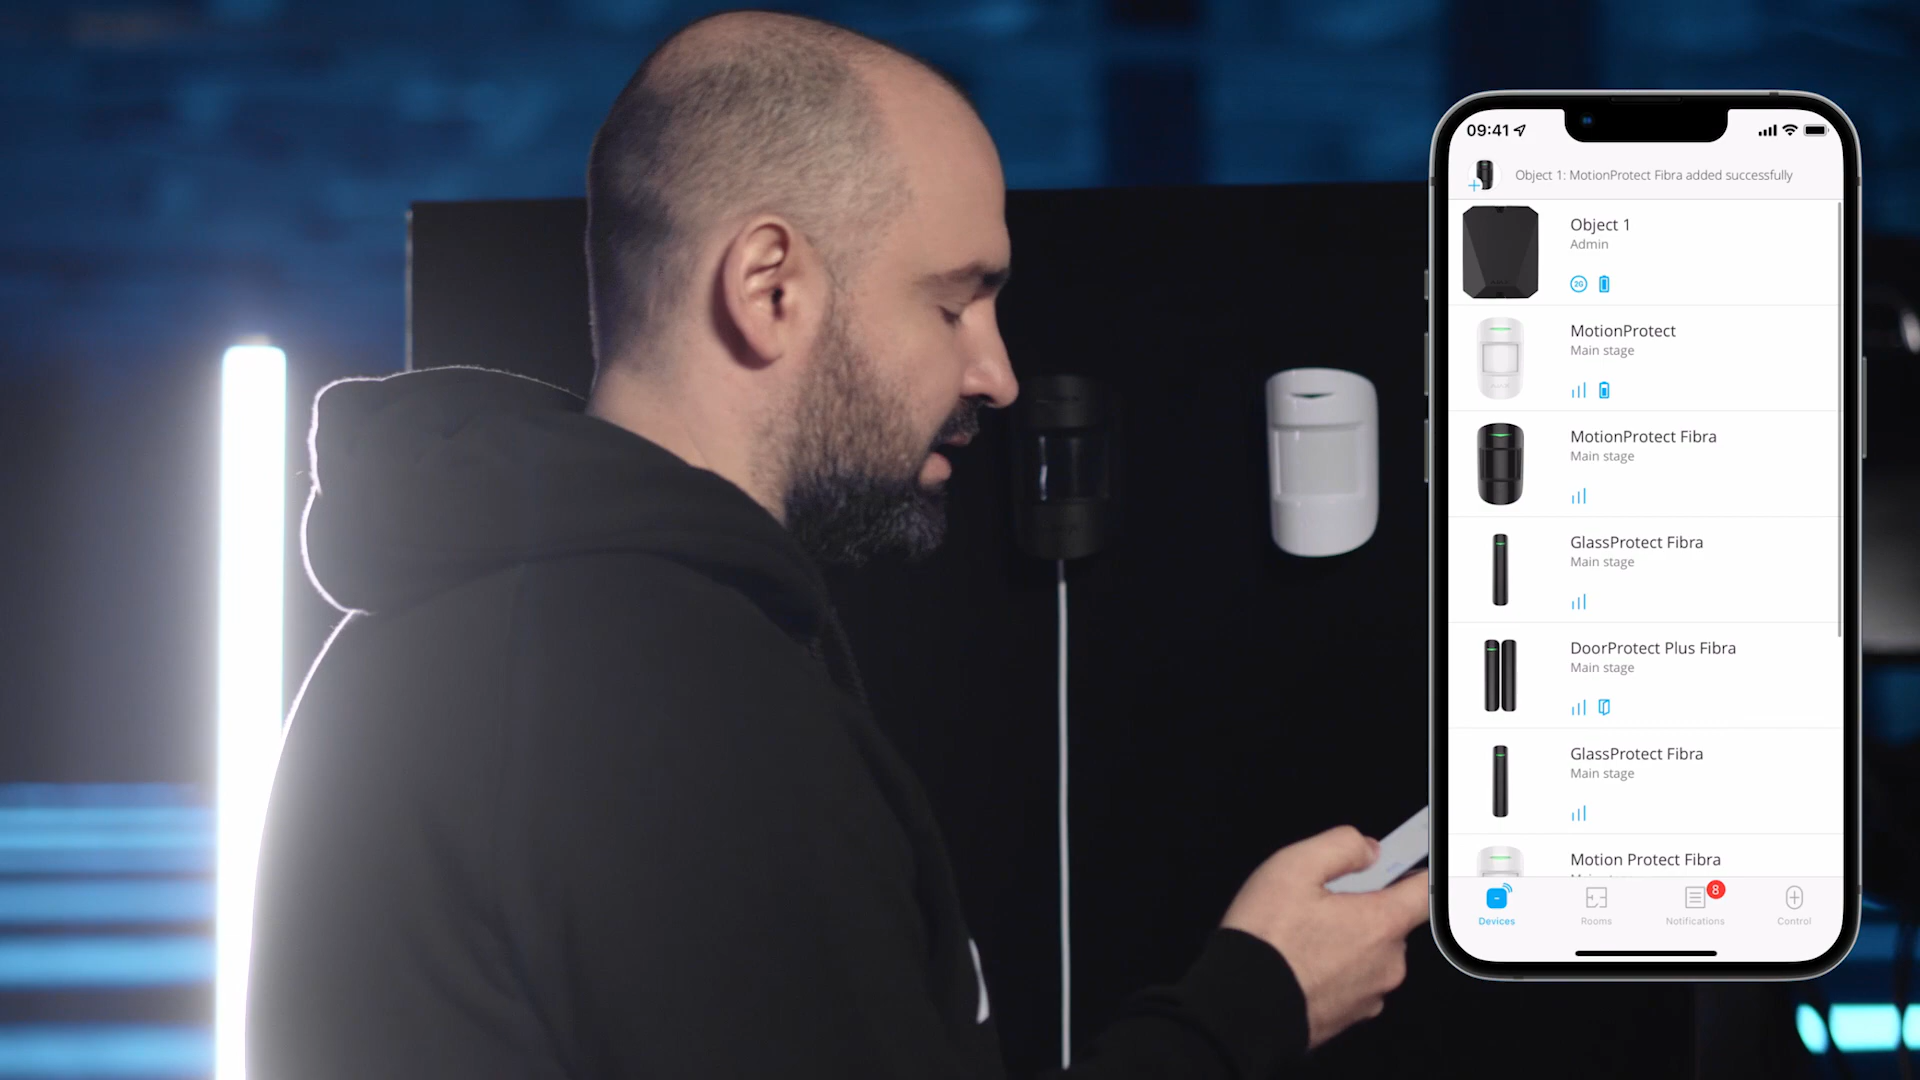 09:41
Object 1: MotionProtect Fibra added successfully
Object 1
Admin
2G
MotionProtect
Main stage
MotionProtect Fibra
Main stage
GlassProtect Fibra
Main stage
DoorProtect Plus Fibra
Main stage
GlassProtect Fibra
Main stage
Motion Protect Fibra
8
Devices
Rooms
Notifications
Control